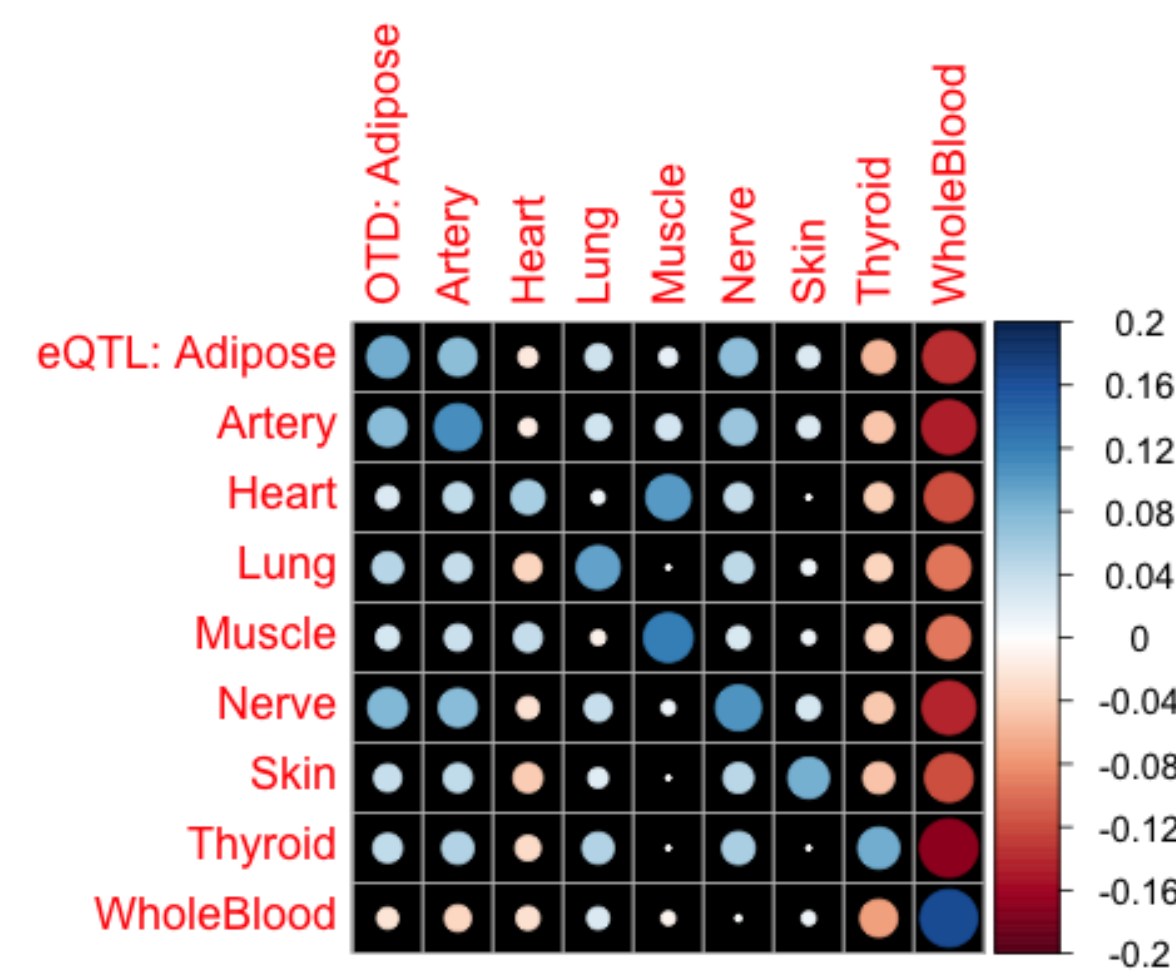 OTD: Adipose
Artery
Heart
Lung
Muscle
Nerve
Skin
Thyroid
WholeBlood
eQTL: Adipose
Artery
Heart
Lung
Muscle
Nerve
Skin
Thyroid
WholeBlood
0.2
0.16
0.12
0.08
0.04
0
-0.04
-0.08
-0.12
-0.16
-0.2